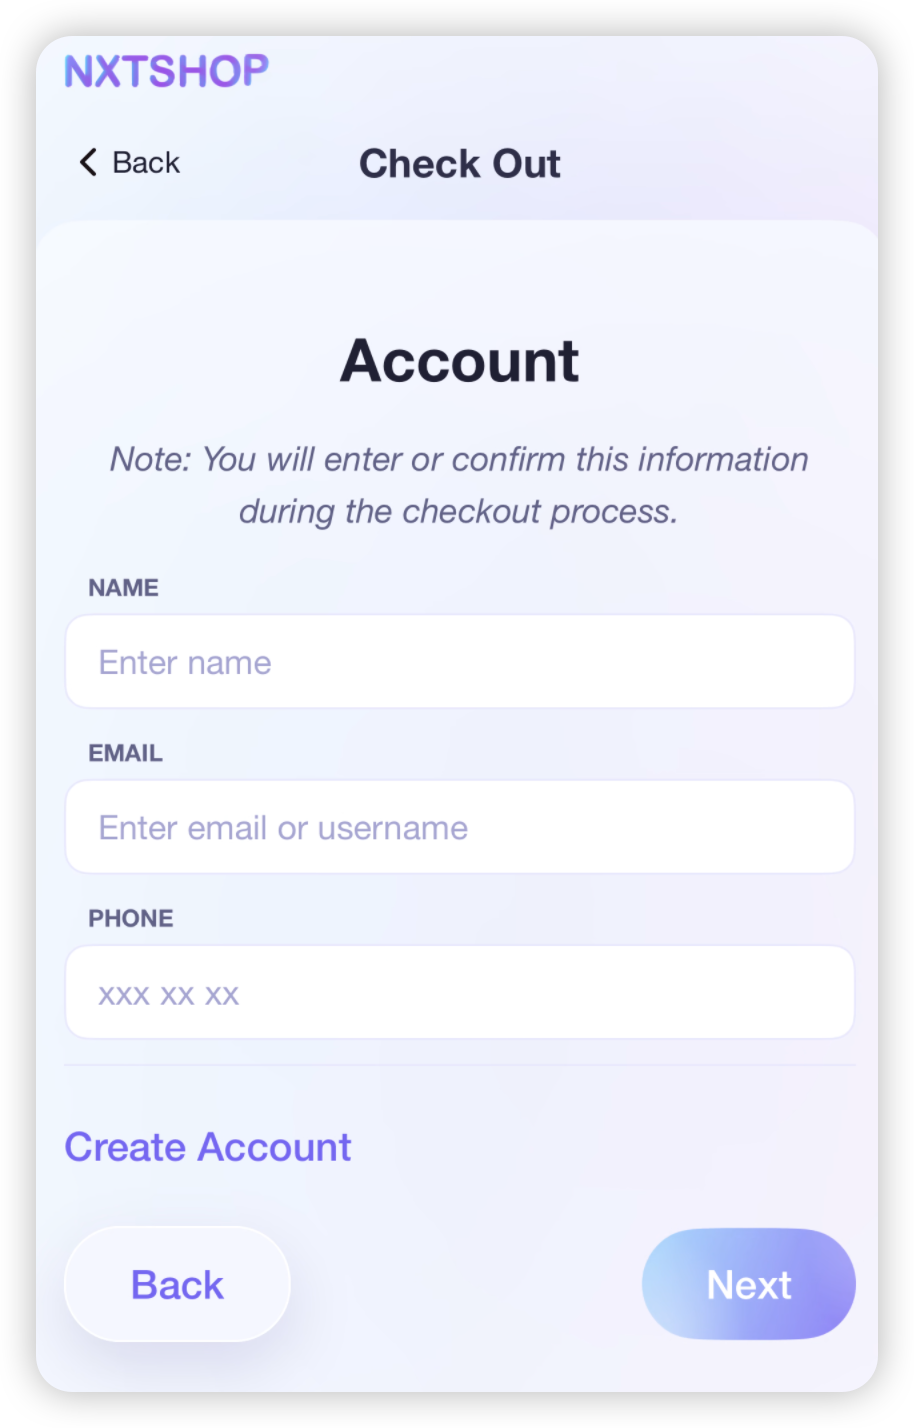 NXTSHOP
Back
Check Out
Account
Note: You will enter or confirm this information
during the checkout process.
NAME
Enter name
EMAIL
Enter email or username
PHONE
xxx xx xx
Create Account
Back
Next